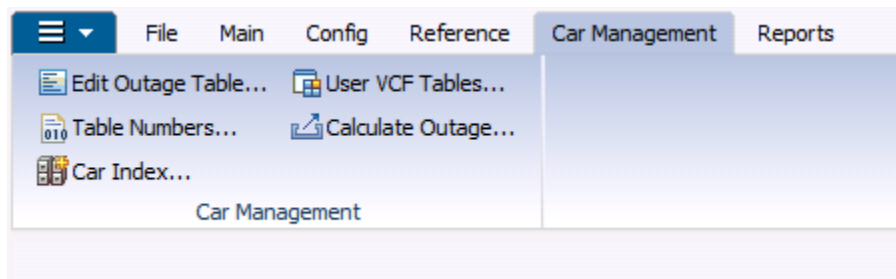 File Main Config Reference Car Management Reports
Edit Outage Table... User VCF Tables...
Table Numbers... Calculate Outage...
Car Index...
Car Management